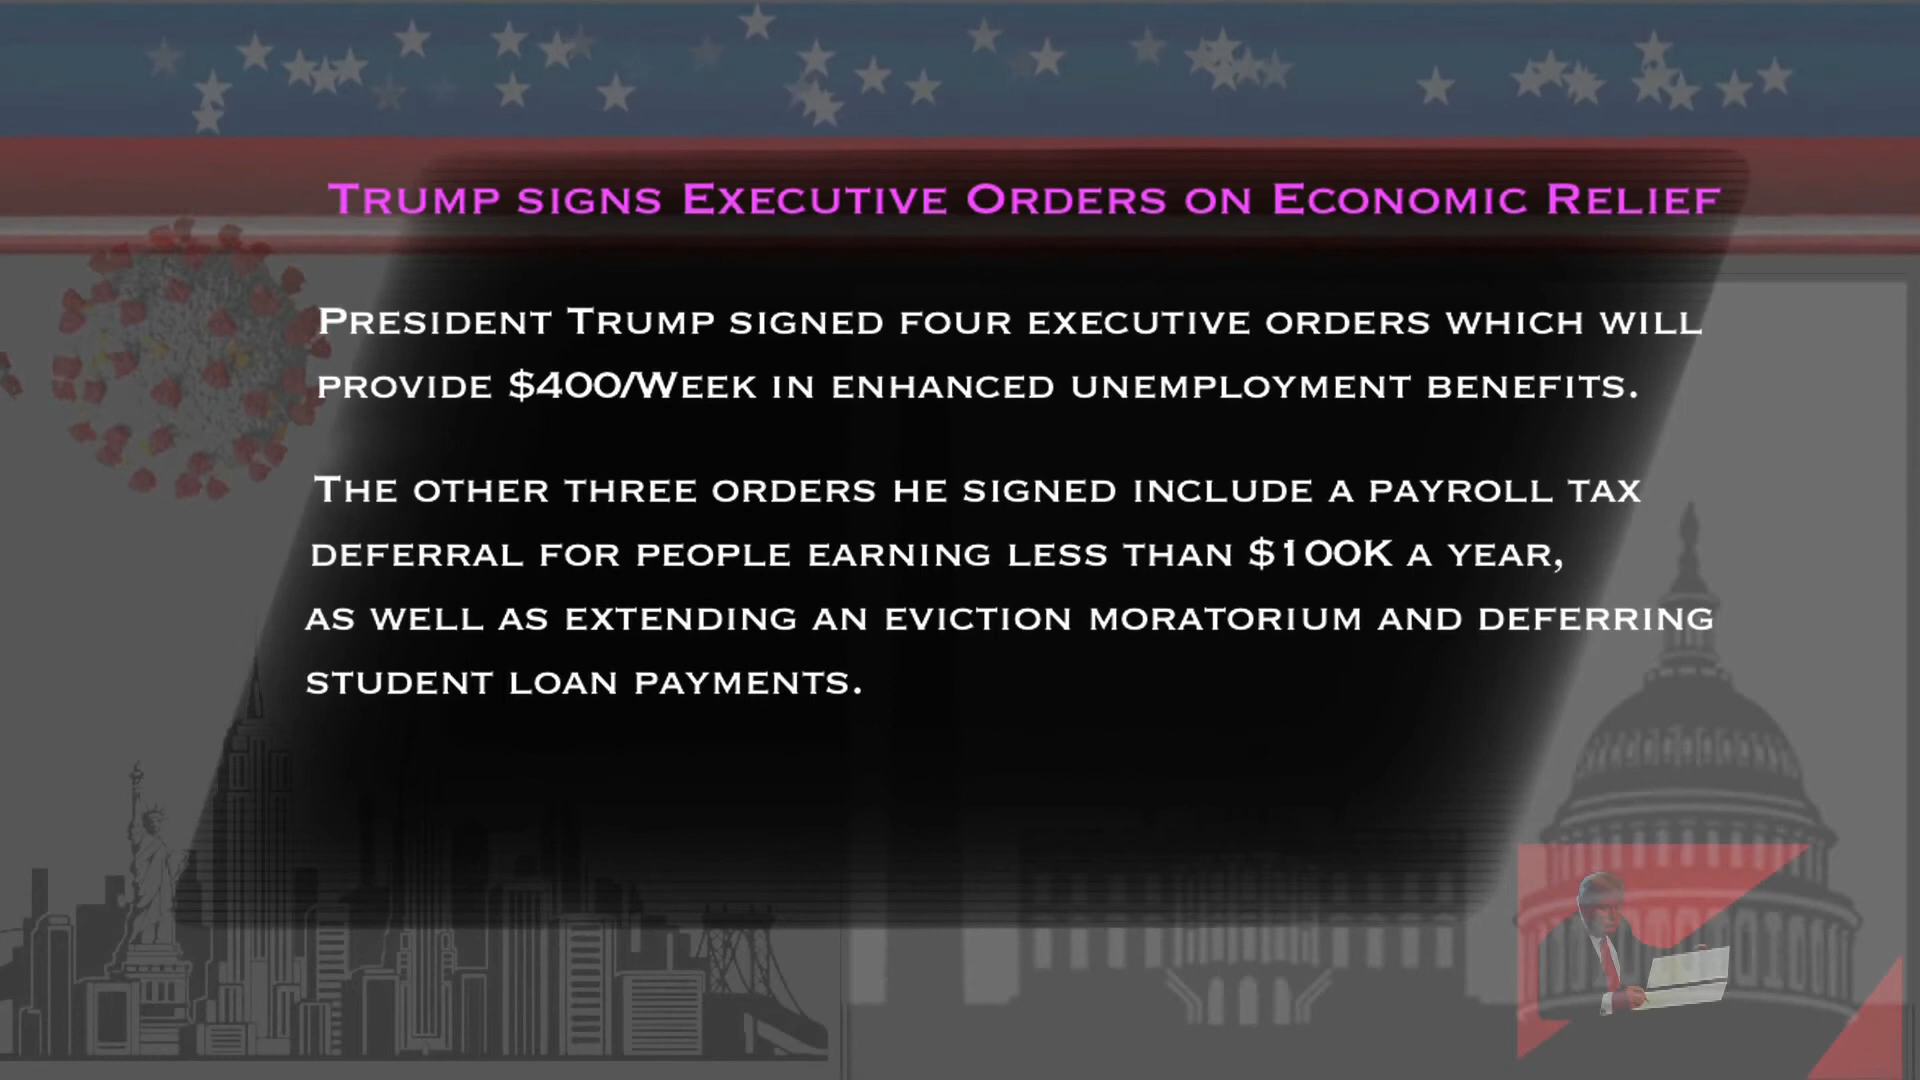 Trump signs Executive Orders on Economic Relief
President Trump signed four executive orders which will
provide $400/Week in enhanced unemployment benefits.
The other three orders he signed include a payroll tax
deferral for people earning less than $100K a year,
as well as extending an eviction moratorium and deferring
student loan payments.